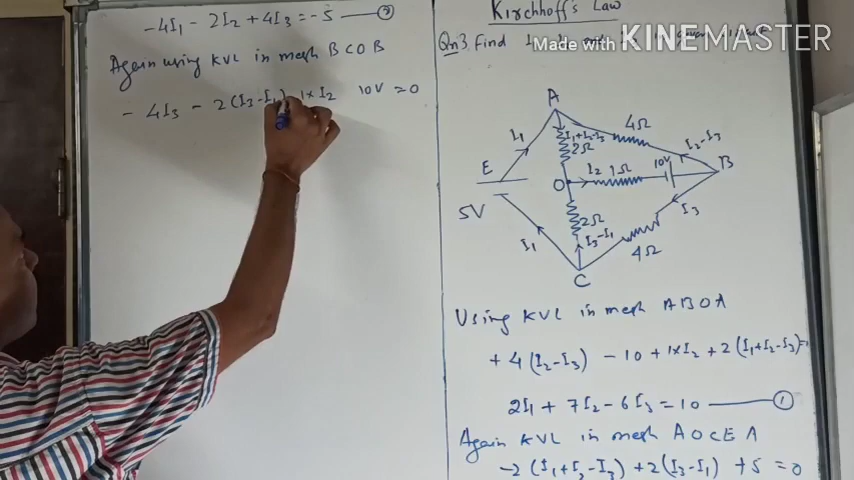 -4I1 - 2I2 + 4I3 = -5 —— ②
Again using KVL in mesh BCOB
- 4I3 - 2(I3-I1) 1×I2 10V = 0
Kirchhoff's Law
Qn3 Find
Made with KINEMASTER
A
I1
I1+I2-I3
2Ω
4Ω
I2-I3
E
O
I2 1Ω
10V
B
5V
2Ω
I3
I1
I3-I1
4Ω
C
Using KVL in mesh ABOA
+4(I2-I3) - 10 + 1×I2 + 2(I1+I2-I3)=
2I1 + 7I2 - 6I3 = 10 —— ①
Again KVL in mesh AOCEA
-2(I1+I2-I3) + 2(I3-I1) + 5 = 0